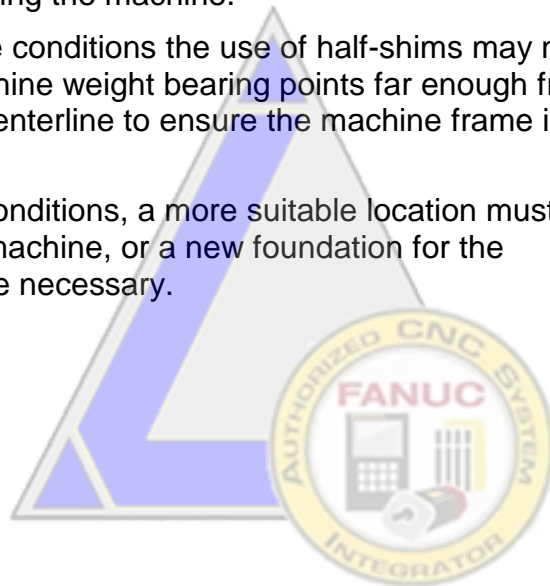 ing the machine.
e conditions the use of half-shims may
hine weight bearing points far enough
enterline to ensure the machine frame
onditions, a more suitable location must
machine, or a new foundation for the
e necessary.
AUTHORIZED CNC SYSTEM
FANUC
INTEGRATOR